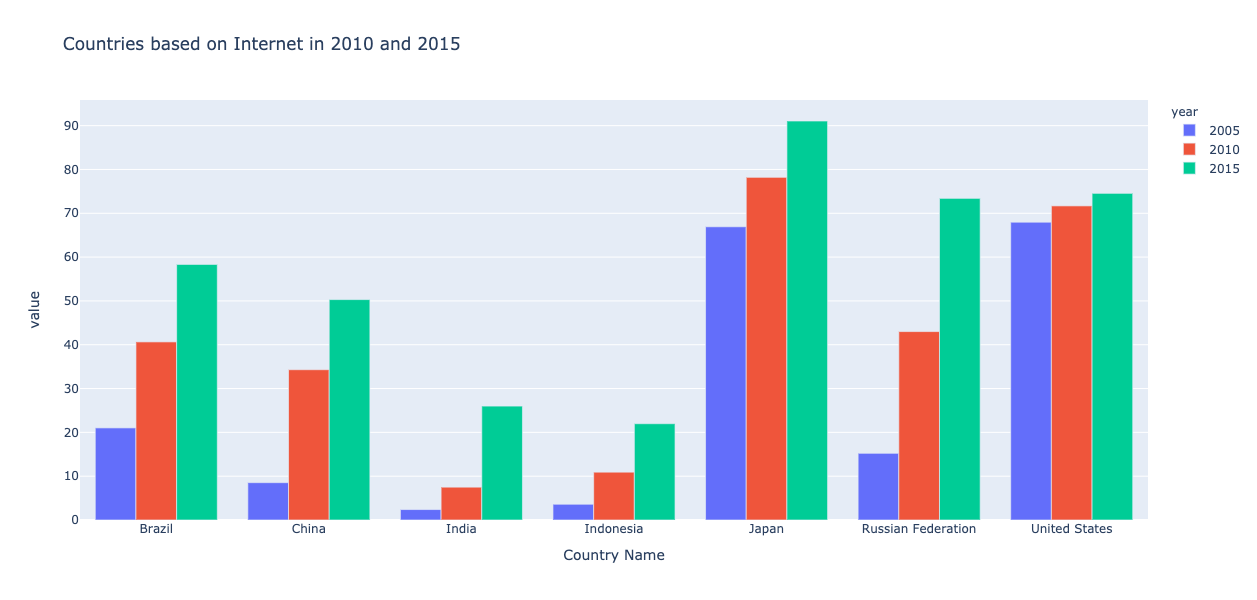 Countries based on Internet in 2010 and 2015
year
2005
2010
2015
90
80
70
60
50
40
30
20
10
0
value
Brazil China India Indonesia Japan Russian Federation United States
Country Name